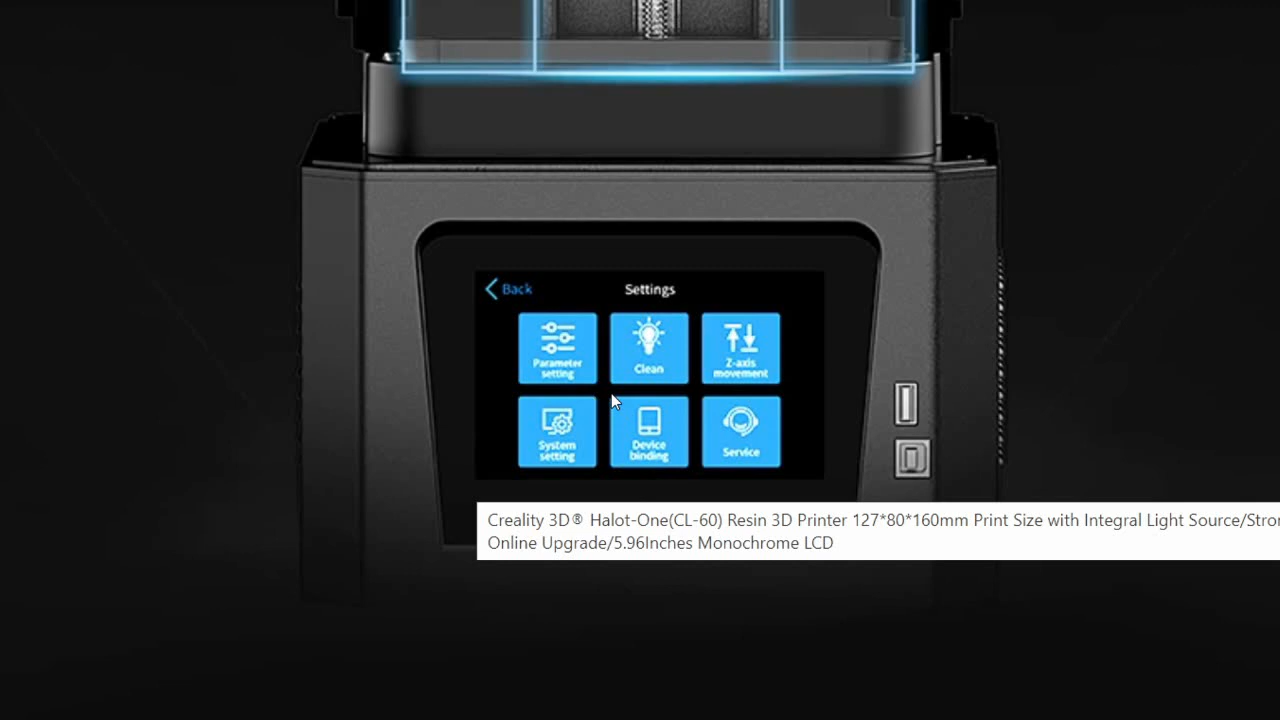 Back
Settings
Parameter
setting
Clean
Z-axis
movement
System
setting
Device
binding
Service
Creality 3D® Halot-One(CL-60) Resin 3D Printer 127*80*160mm Print Size with Integral Light Source/Stro
Online Upgrade/5.96Inches Monochrome LCD